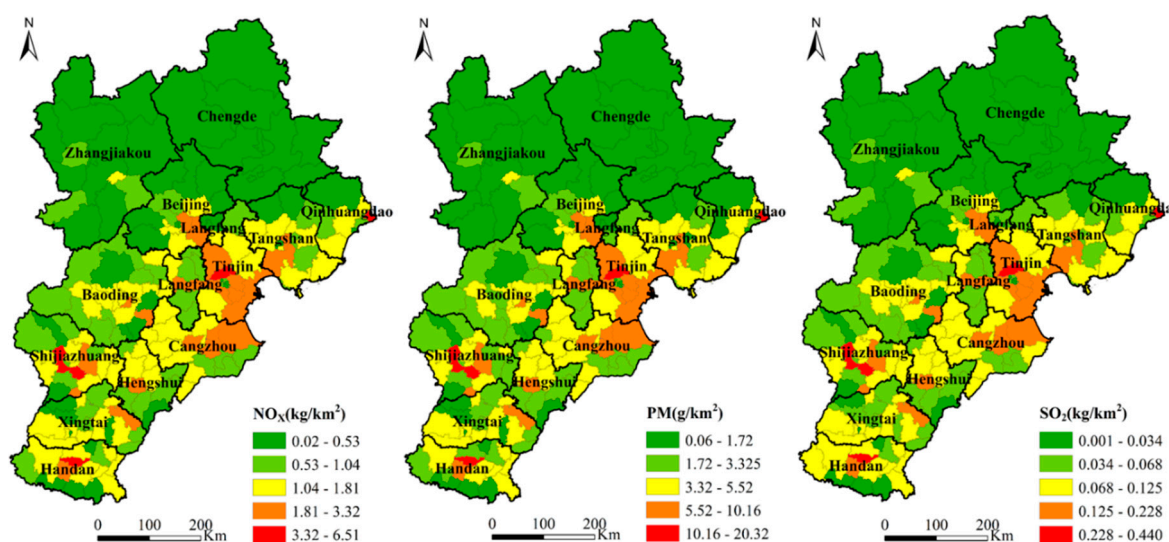 N
Chengde
Zhangjiakou
Beijing
Qinhuangdao
Langfang
Tangshan
Tinjin
Langfang
Baoding
Cangzhou
Shijiazhuang
Hengshui
Xingtai
Handan
NOX(kg/km²)
0.02 - 0.53
0.53 - 1.04
1.04 - 1.81
1.81 - 3.32
3.32 - 6.51
0 100 200
Km
N
Chengde
Zhangjiakou
Beijing
Qinhuangdao
Langfang
Tangshan
Tinjin
Langfang
Baoding
Cangzhou
Shijiazhuang
Hengshui
Xingtai
Handan
PM(g/km²)
0.06 - 1.72
1.72 - 3.325
3.32 - 5.52
5.52 - 10.16
10.16 - 20.32
0 100 200
Km
N
Chengde
Zhangjiakou
Beijing
Qinhuangdao
Langfang
Tangshan
Tinjin
Langfang
Baoding
Cangzhou
Shijiazhuang
Hengshui
Xingtai
Handan
SO₂(kg/km²)
0.001 - 0.034
0.034 - 0.068
0.068 - 0.125
0.125 - 0.228
0.228 - 0.440
0 100 200
Km